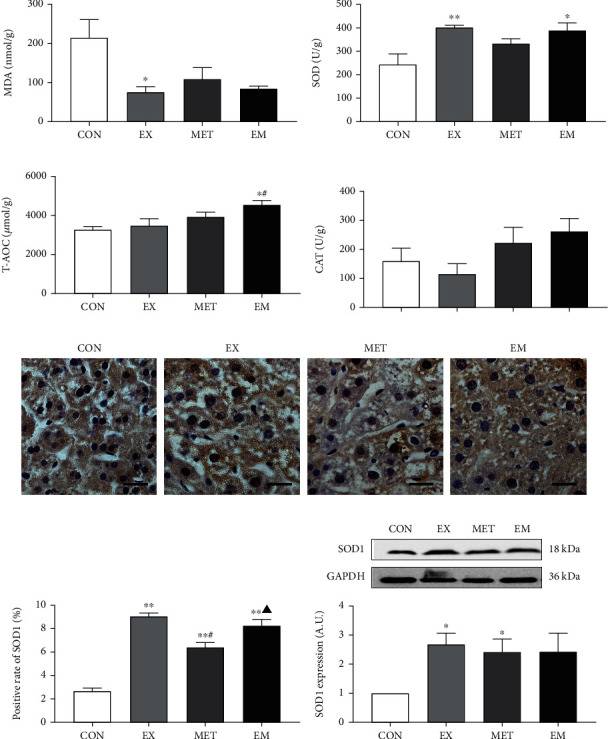 MDA (nmol/g)
300
200
100
0
*
CON EX MET EM
SOD (U/g)
500
400
300
200
100
0
** *
CON EX MET EM
T-AOC (μmol/g)
6000
4000
2000
0
*#
CON EX MET EM
CAT (U/g)
400
300
200
100
0
CON EX MET EM
CON EX MET EM
CON EX MET EM
SOD1 18 kDa
GAPDH 36 kDa
Positive rate of SOD1 (%)
10
8
6
4
2
0
** **# **▲
CON EX MET EM
SOD1 expression (A.U.)
4
3
2
1
0
* *
CON EX MET EM